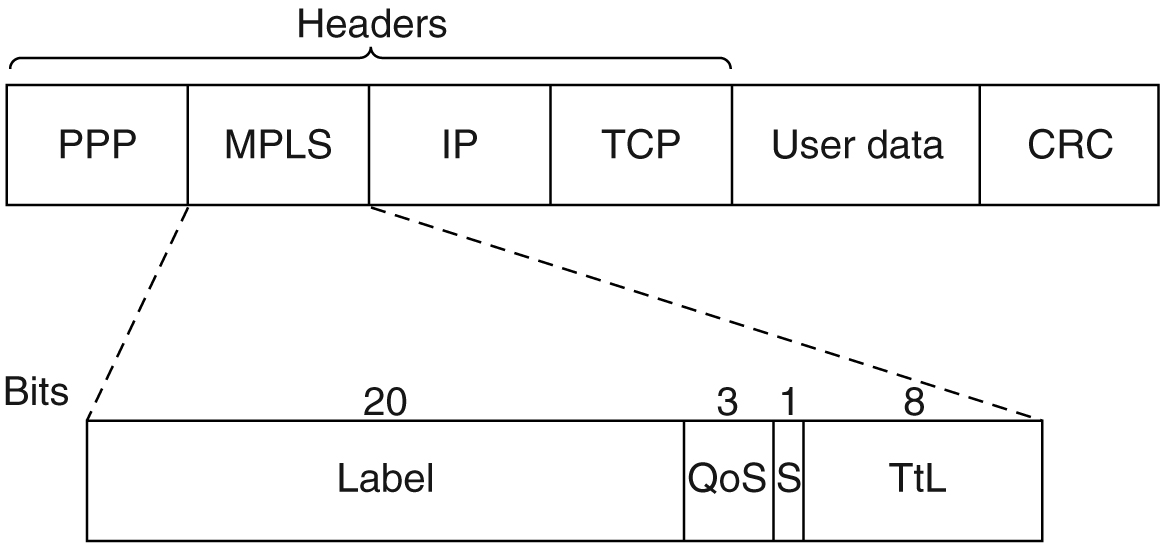 Headers
PPP MPLS IP TCP User data CRC
Bits 20 3 1 8
Label QoS S TtL